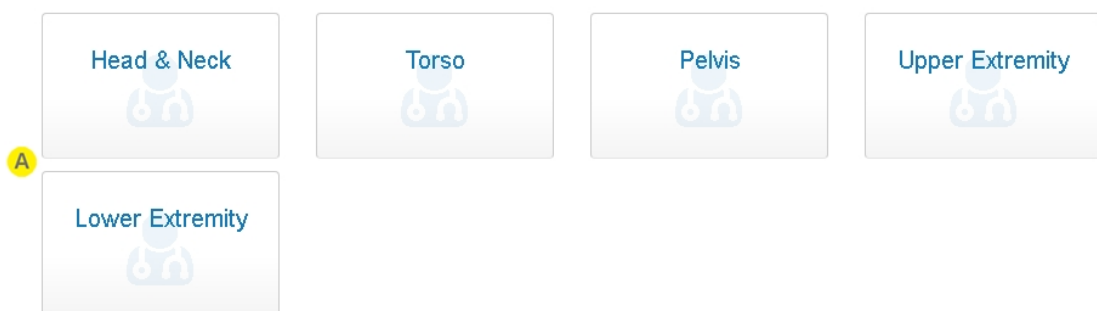 Head & Neck
Torso
Pelvis
Upper Extremity
A
Lower Extremity